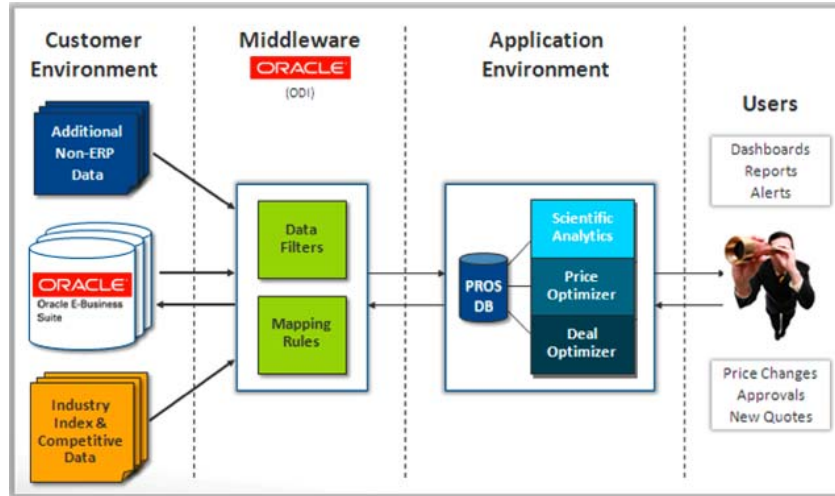 Customer
Environment
Additional
Non-ERP
Data
ORACLE
Oracle E-Business
Suite
Industry
Index &
Competitive
Data
Middleware
ORACLE
(ODI)
Data
Filters
Mapping
Rules
Application
Environment
PROS
DB
Scientific
Analytics
Price
Optimizer
Deal
Optimizer
Users
Dashboards
Reports
Alerts
Price Changes
Approvals
New Quotes